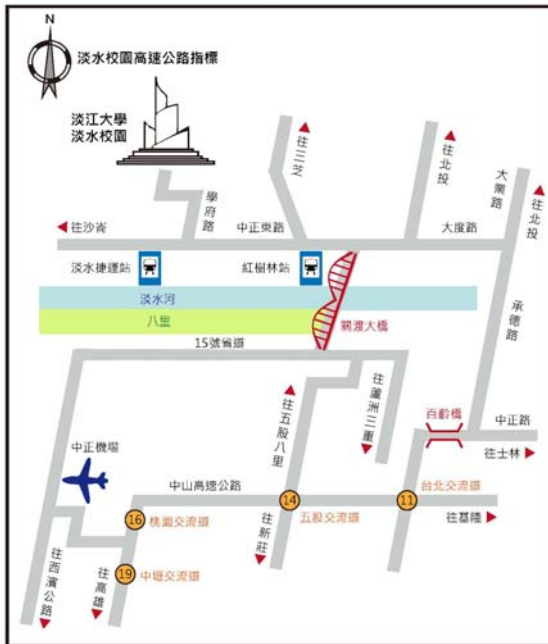 N
淡水校園高速公路指標
淡江大學
淡水校園
往三芝
往北投
大業路
往北投
學府路
往沙崙
中正東路
大度路
淡水捷運站
紅樹林站
淡水河
八里
關渡大橋
承德路
15號省道
往蘆洲三重
往五股八里
百齡橋
中正路
往士林
中正機場
中山高速公路
台北交流道
11
14
五股交流道
往基隆
16
桃園交流道
往新莊
19
中壢交流道
往西濱公路
往高雄